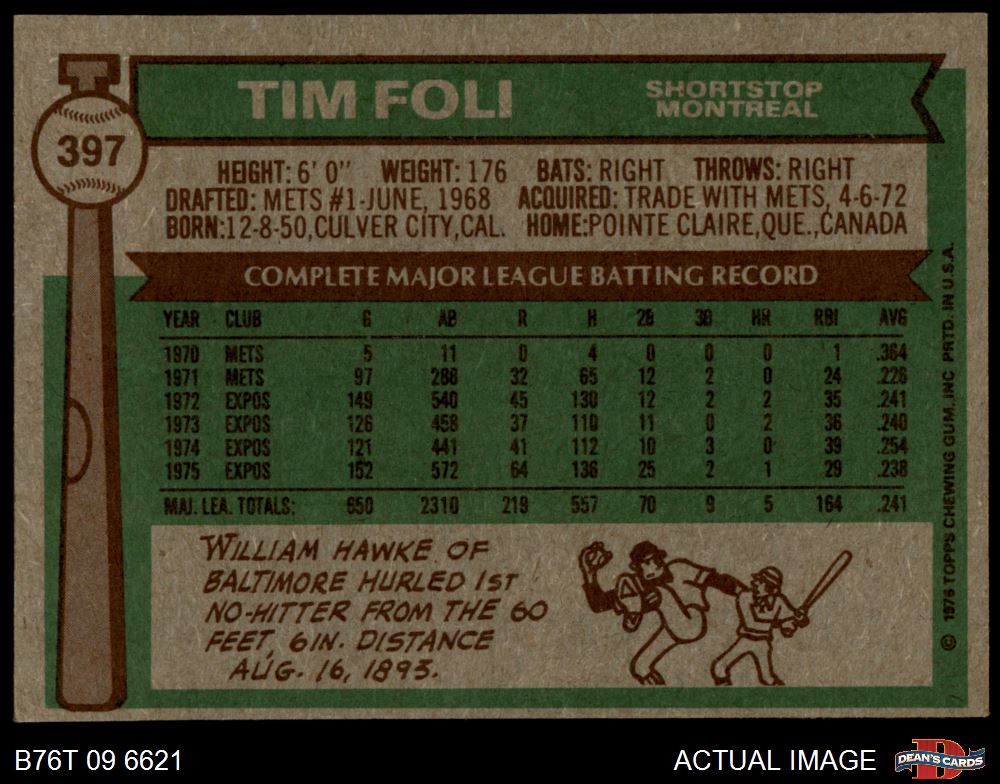 TIM FOLI
SHORTSTOP
MONTREAL
397
HEIGHT: 6' 0" WEIGHT: 176 BATS: RIGHT THROWS: RIGHT
DRAFTED: METS #1-JUNE, 1968 ACQUIRED: TRADE WITH METS, 4-6-72
BORN:12-8-50,CULVER CITY,CAL. HOME:POINTE CLAIRE,QUE.,CANADA
COMPLETE MAJOR LEAGUE BATTING RECORD
YEAR CLUB G AB R H 2B 3B HR RBI AVG
1970 METS 5 11 0 4 0 0 0 1 .364
1971 METS 97 288 32 65 12 2 0 24 .226
1972 EXPOS 149 540 45 130 12 2 2 35 .241
1973 EXPOS 126 458 37 110 11 0 2 36 .240
1974 EXPOS 121 441 41 112 10 3 0 39 .254
1975 EXPOS 152 572 64 136 25 2 1 29 .238
MAJ. LEA. TOTALS: 650 2310 219 557 70 9 5 164 .241
WILLIAM HAWKE OF
BALTIMORE HURLED 1ST
NO-HITTER FROM THE 60
FEET, 6IN. DISTANCE
AUG. 16, 1893.
© 1976 TOPPS CHEWING GUM, INC. PRTD. IN U.S.A.
B76T 09 6621
ACTUAL IMAGE
D
DEAN'S CARDS